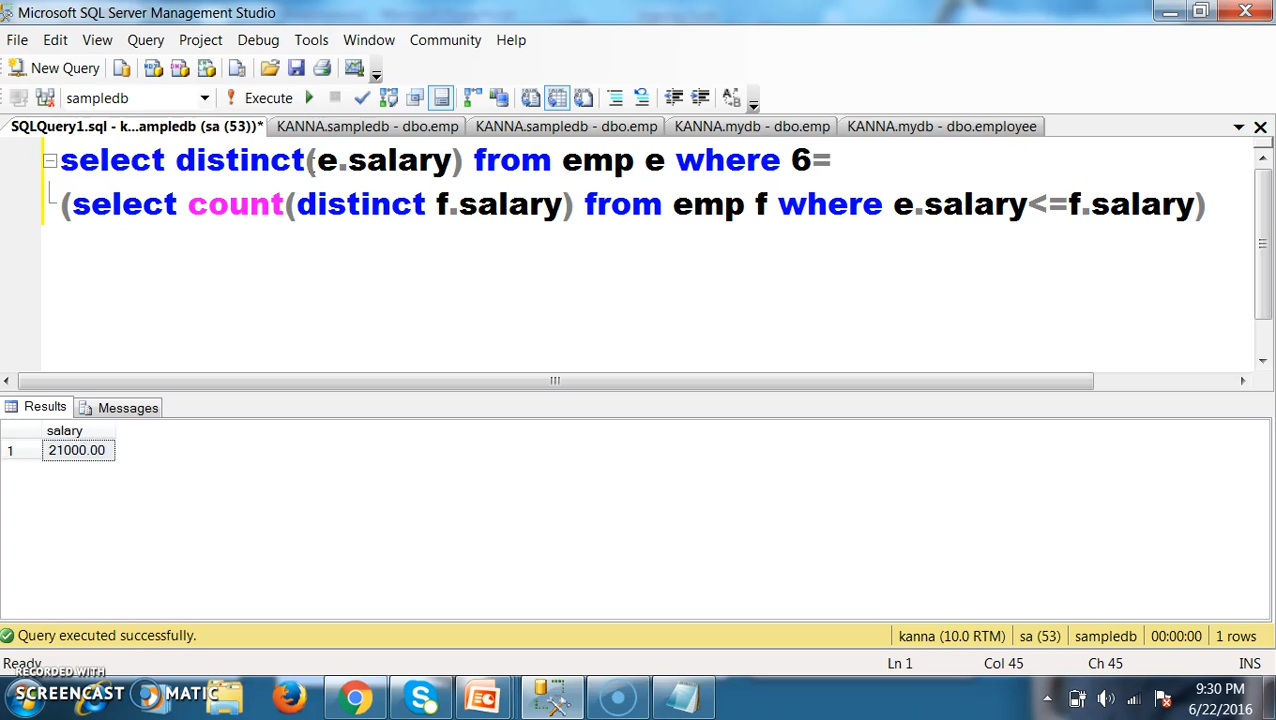 Microsoft SQL Server Management Studio
File Edit View Query Project Debug Tools Window Community Help
New Query
sampledb Execute
SQLQuery1.sql - k...ampledb (sa (53))* KANNA.sampledb - dbo.emp KANNA.sampledb - dbo.emp KANNA.mydb - dbo.emp KANNA.mydb - dbo.employee
select distinct(e.salary) from emp e where 6=
(select count(distinct f.salary) from emp f where e.salary<=f.salary)
Results Messages
salary
1 21000.00
Query executed successfully. kanna (10.0 RTM) sa (53) sampledb 00:00:00 1 rows
Ready Ln 1 Col 45 Ch 45 INS
RECORDED WITH
SCREENCAST MATIC
9:30 PM
6/22/2016